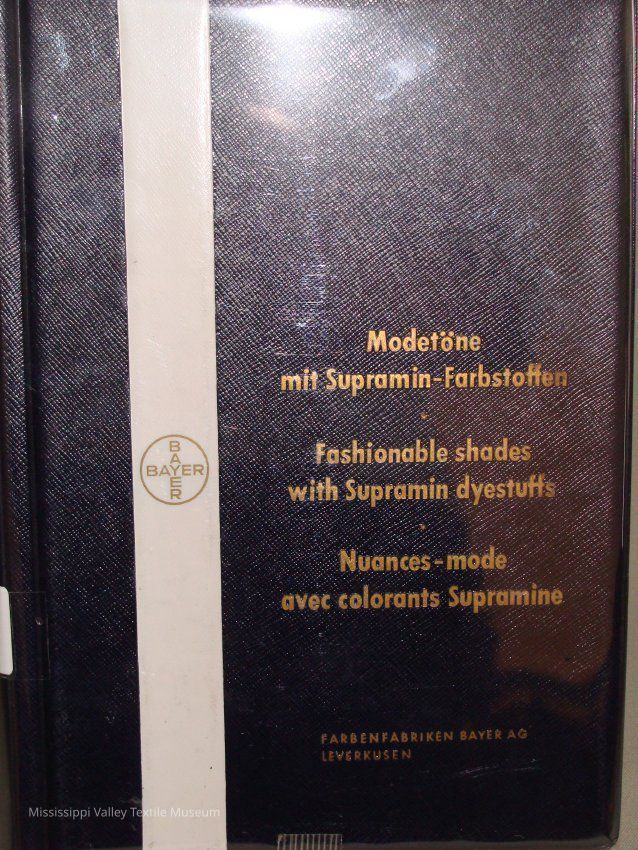 Modetöne
mit Supramin-Farbstoffen
Fashionable shades
with Supramin dyestuffs
Nuances-mode
avec colorants Supramine
BAYER
BAYER
FARBENFABRIKEN BAYER AG
LEVERKUSEN
Mississippi Valley Textile Museum